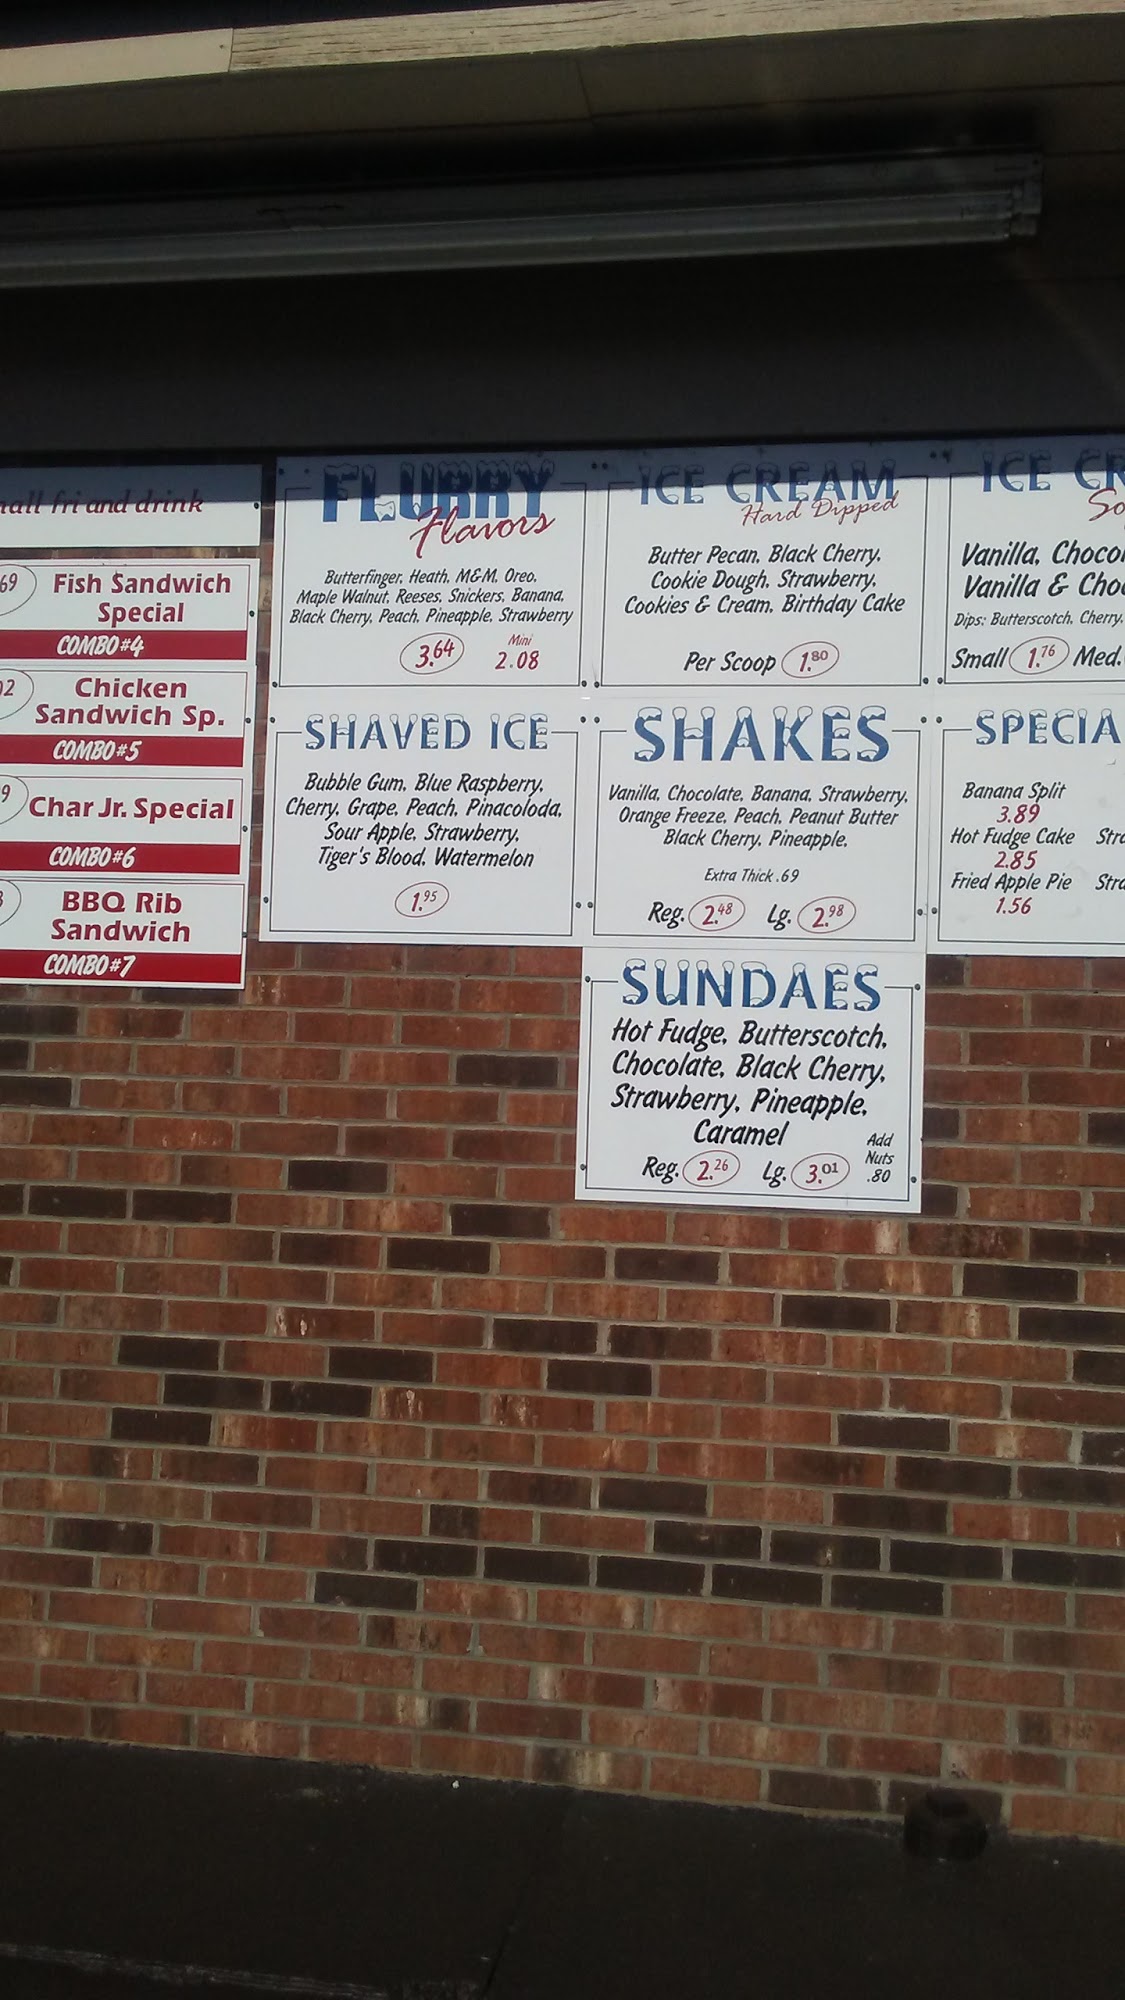 fri and drink
Fish Sandwich
Special
COMBO#4
Chicken
Sandwich Sp.
COMBO#5
Char Jr. Special
COMBO#6
BBQ Rib
Sandwich
COMBO#7
FLURRY
Flavors
Butterfinger, Heath, M&M, Oreo,
Maple Walnut, Reeses, Snickers, Banana,
Black Cherry, Peach, Pineapple, Strawberry
3.64
Mini
2.08
ICE CREAM
Hard Dipped
Butter Pecan, Black Cherry,
Cookie Dough, Strawberry,
Cookies & Cream, Birthday Cake
Per Scoop 1.80
ICE
Vanilla,
Vanilla &
Dips: Butterscotch, Cherry,
Small 1.76 Med.
SHAVED ICE
Bubble Gum, Blue Raspberry,
Cherry, Grape, Peach, Pinacoloda,
Sour Apple, Strawberry,
Tiger's Blood, Watermelon
1.95
SHAKES
Vanilla, Chocolate, Banana, Strawberry,
Orange Freeze, Peach, Peanut Butter
Black Cherry, Pineapple,
Extra Thick .69
Reg. 2.48 Lg. 2.98
Banana Split
3.89
Hot Fudge Cake
2.85
Fried Apple Pie
1.56
SUNDAES
Hot Fudge, Butterscotch,
Chocolate, Black Cherry,
Strawberry, Pineapple,
Caramel
Reg. 2.26 Lg. 3.01
Add
Nuts
.80